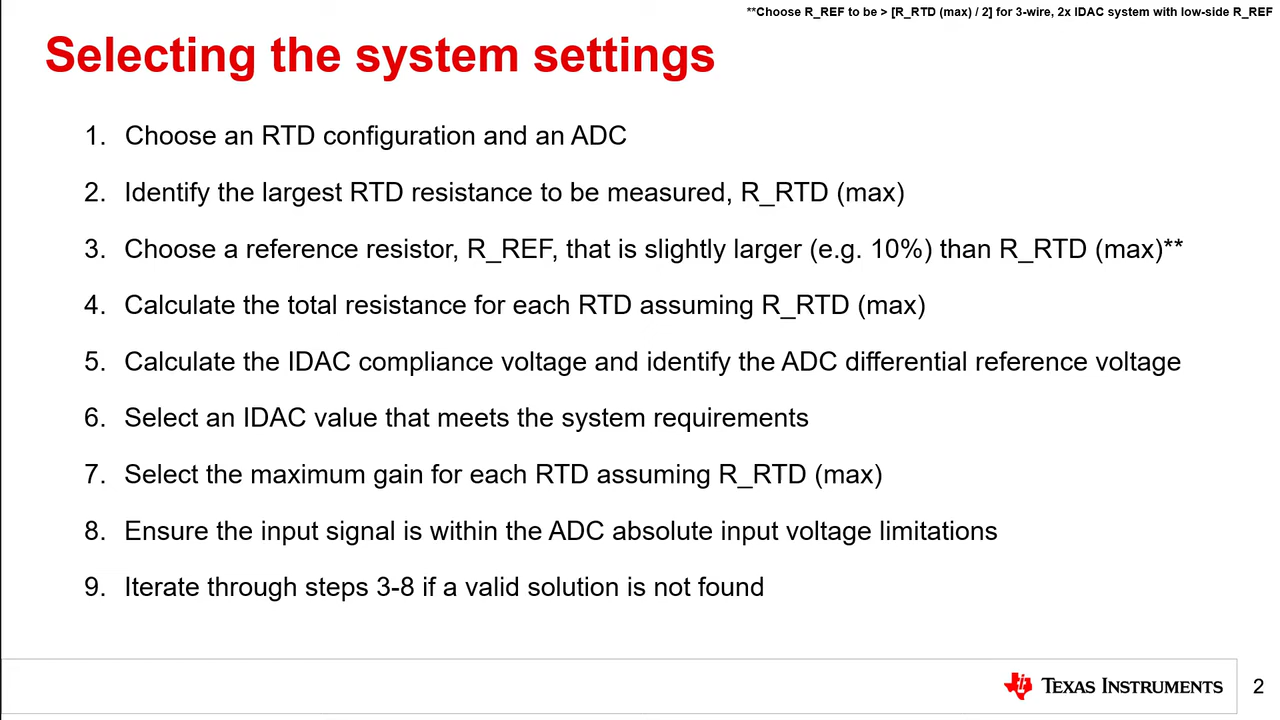 **Choose R_REF to be > [R_RTD (max) / 2] for 3-wire, 2x IDAC system with low-side R_REF
Selecting the system settings
1. Choose an RTD configuration and an ADC
2. Identify the largest RTD resistance to be measured, R_RTD (max)
3. Choose a reference resistor, R_REF, that is slightly larger (e.g. 10%) than R_RTD (max)**
4. Calculate the total resistance for each RTD assuming R_RTD (max)
5. Calculate the IDAC compliance voltage and identify the ADC differential reference voltage
6. Select an IDAC value that meets the system requirements
7. Select the maximum gain for each RTD assuming R_RTD (max)
8. Ensure the input signal is within the ADC absolute input voltage limitations
9. Iterate through steps 3-8 if a valid solution is not found
TEXAS INSTRUMENTS
2